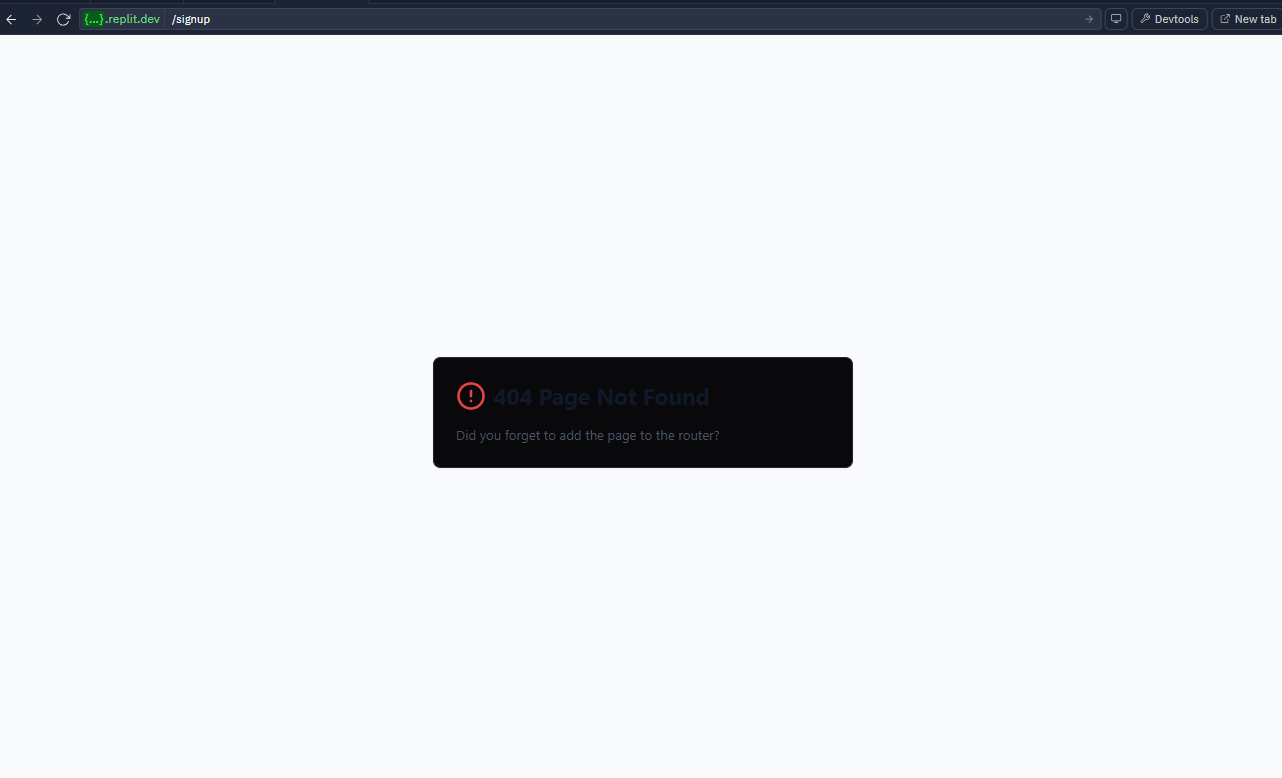 {...}.replit.dev /signup Devtools New tab
404 Page Not Found
Did you forget to add the page to the router?